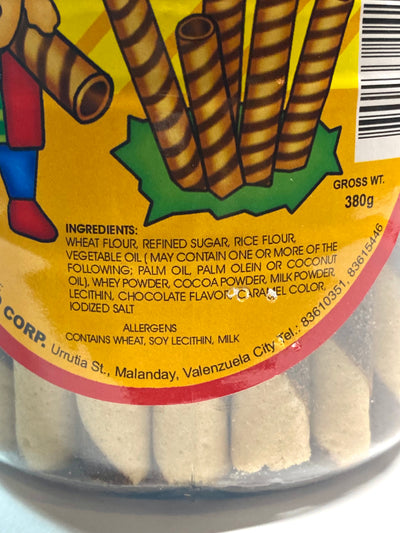 GROSS WT.
380g
INGREDIENTS:
WHEAT FLOUR, REFINED SUGAR, RICE FLOUR,
VEGETABLE OIL ( MAY CONTAIN ONE OR MORE OF THE
FOLLOWING; PALM OIL, PALM OLEIN OR COCONUT
OIL), WHEY POWDER, COCOA POWDER, MILK POWDER,
LECITHIN, CHOCOLATE FLAVOR, CARAMEL COLOR,
IODIZED SALT
ALLERGENS
CONTAINS WHEAT, SOY LECITHIN, MILK
CORP. Urrutia St., Malanday, Valenzuela City Tel.: 83610351, 83615446